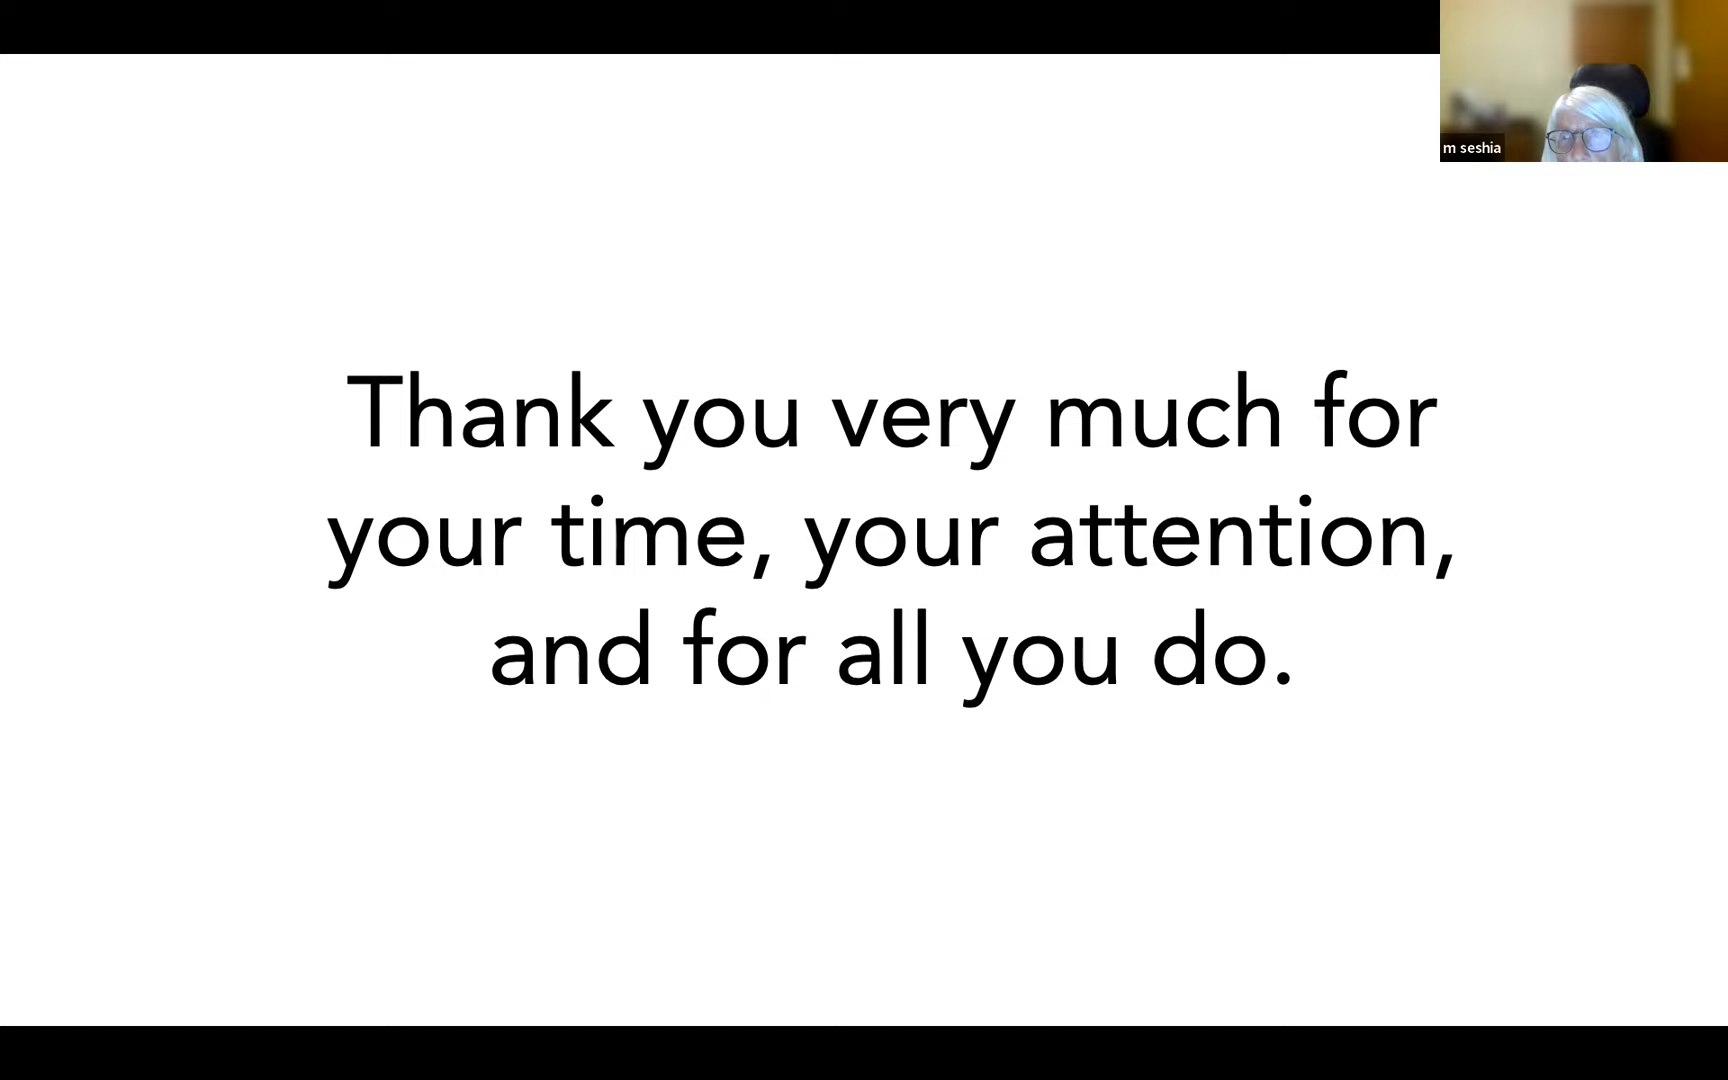 m seshia
Thank you very much for
your time, your attention,
and for all you do.